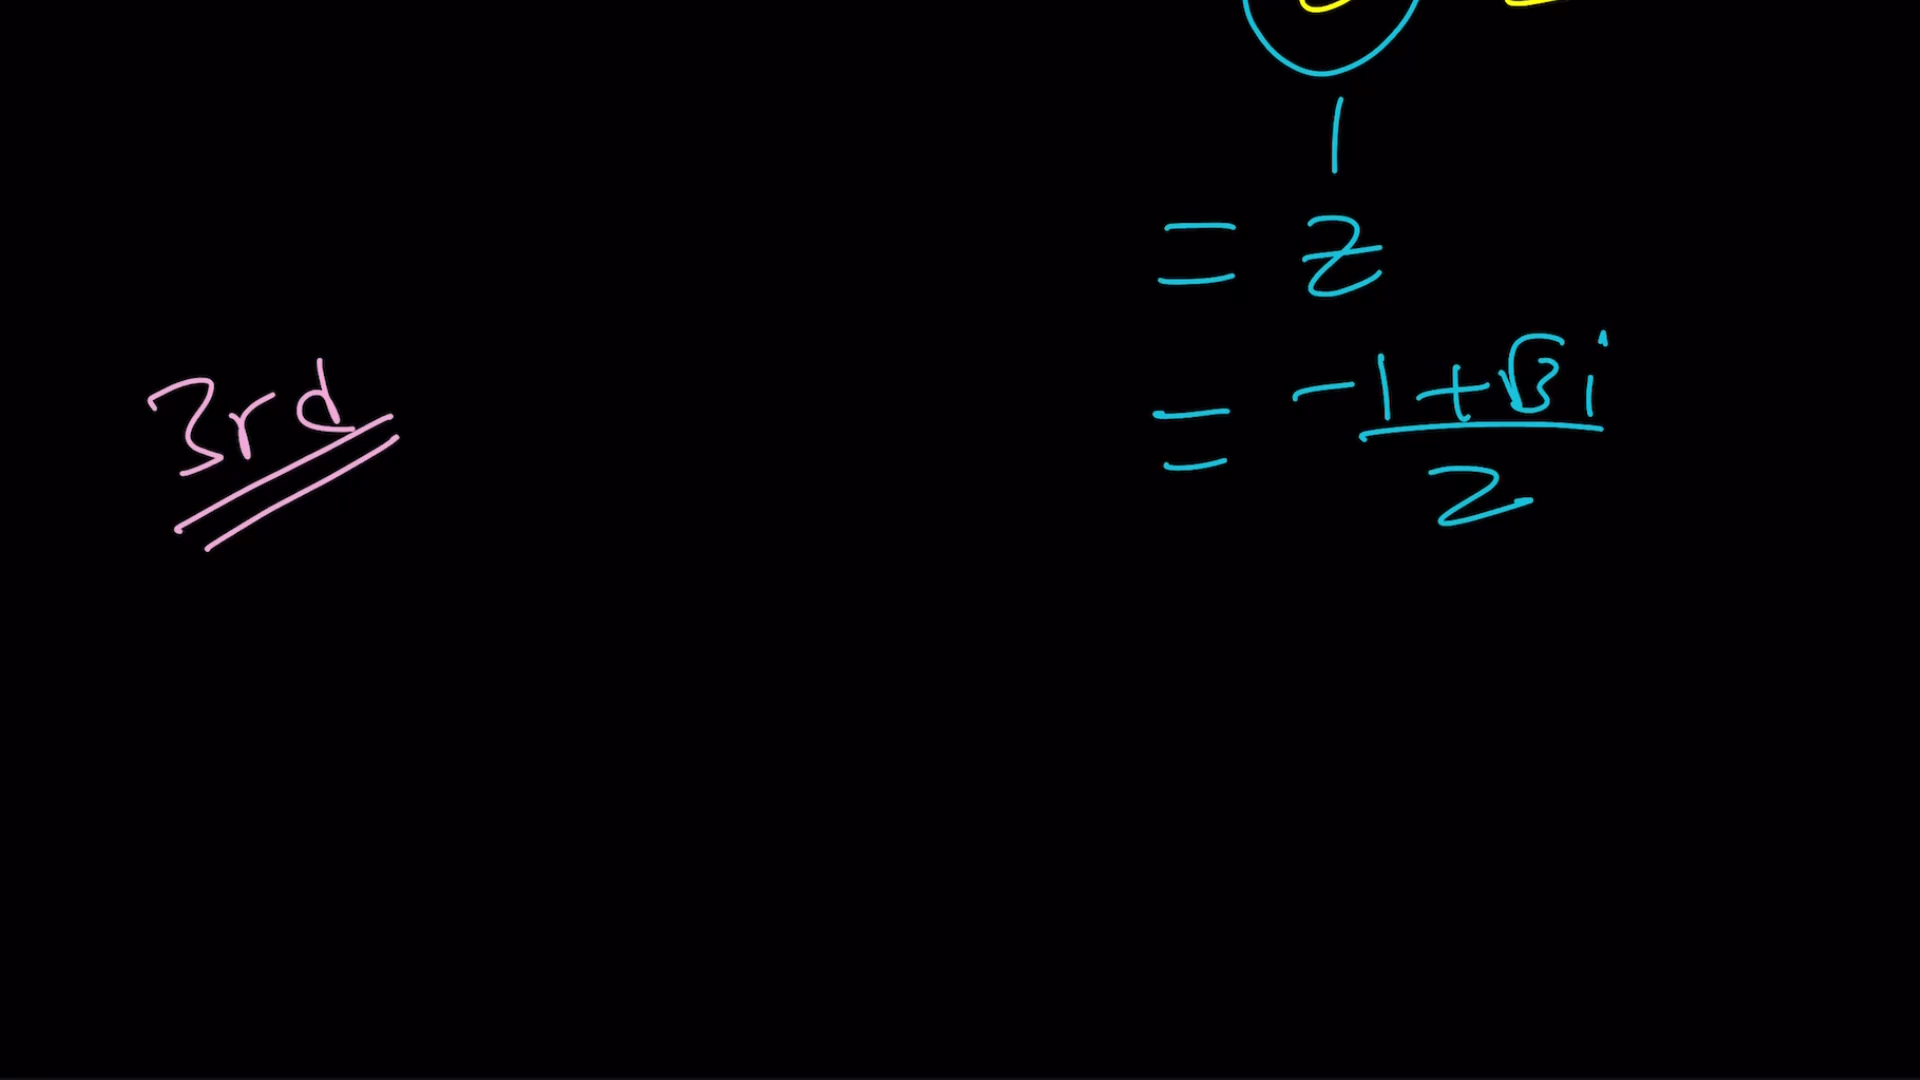 = z
= (-1+√3i)/2
3rd